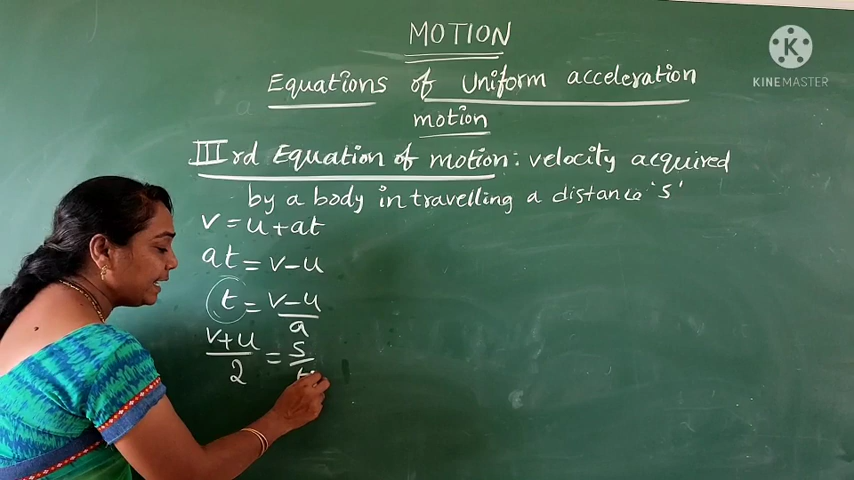 MOTION
Equations of Uniform acceleration
motion
IIIrd Equation of motion: velocity acquired
by a body in travelling a distance 's'
v = u + at
at = v - u
t = v - u / a
v + u / 2 = s / t
K
KINEMASTER